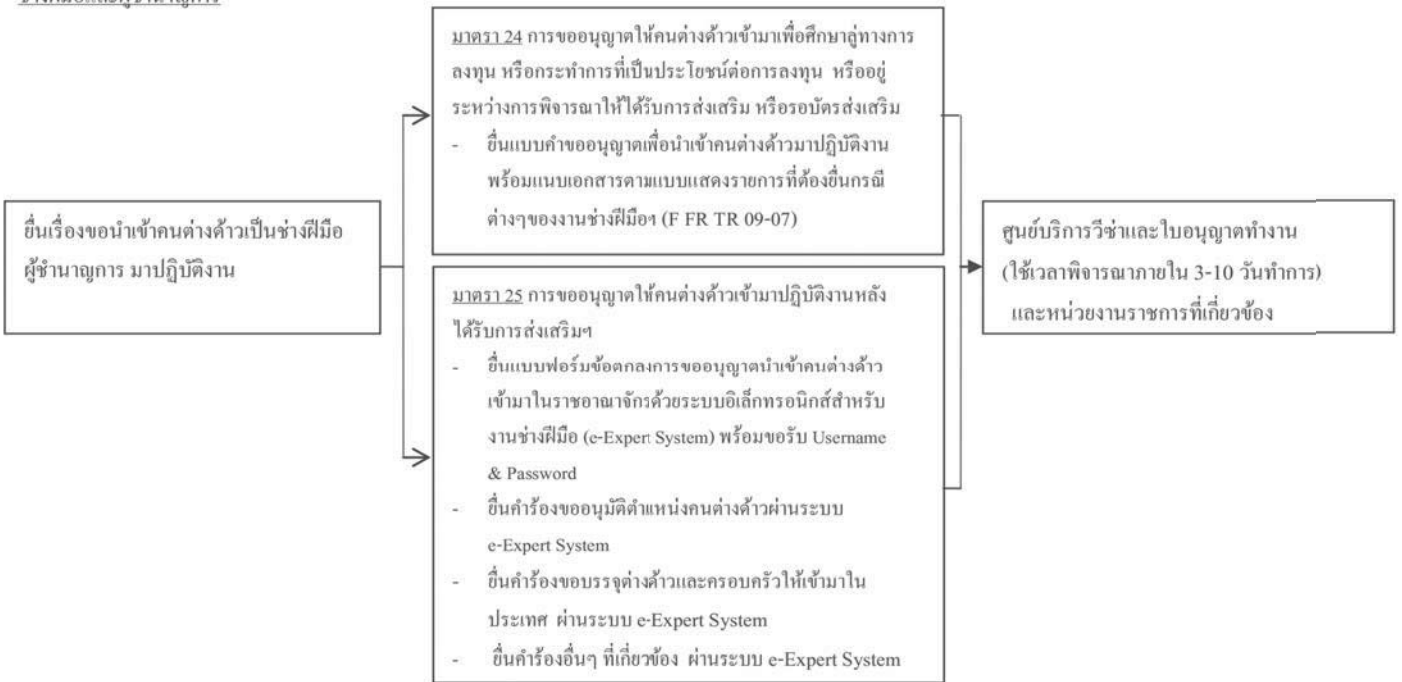 ช่างฝีมือและผู้ชำนาญการ
มาตรา 24 การขออนุญาตให้คนต่างด้าวเข้ามาเพื่อศึกษาลู่ทางการ
ลงทุน หรือกระทำการที่เป็นประโยชน์ต่อการลงทุน หรืออยู่
ระหว่างการพิจารณาให้ได้รับการส่งเสริม หรือรอบัตรส่งเสริม
- ยื่นแบบคำขออนุญาตเพื่อนำเข้าคนต่างด้าวมาปฏิบัติงาน
พร้อมแนบเอกสารตามแบบแสดงรายการที่ต้องยื่นกรณี
ต่างๆของงานช่างฝีมือฯ (F FR TR 09-07)
ยื่นเรื่องขอนำเข้าคนต่างด้าวเป็นช่างฝีมือ
ผู้ชำนาญการ มาปฏิบัติงาน
มาตรา 25 การขออนุญาตให้คนต่างด้าวเข้ามาปฏิบัติงานหลัง
ได้รับการส่งเสริมฯ
- ยื่นแบบฟอร์มข้อตกลงการขออนุญาตนำเข้าคนต่างด้าว
เข้ามาในราชอาณาจักรด้วยระบบอิเล็กทรอนิกส์สำหรับ
งานช่างฝีมือ (e-Expert System) พร้อมขอรับ Username
& Password
- ยื่นคำร้องขออนุมัติตำแหน่งคนต่างด้าวผ่านระบบ
e-Expert System
- ยื่นคำร้องขอบรรจุต่างด้าวและครอบครัวให้เข้ามาใน
ประเทศ ผ่านระบบ e-Expert System
- ยื่นคำร้องอื่นๆ ที่เกี่ยวข้อง ผ่านระบบ e-Expert System
ศูนย์บริการวีซ่าและใบอนุญาตทำงาน
(ใช้เวลาพิจารณาภายใน 3-10 วันทำการ)
และหน่วยงานราชการที่เกี่ยวข้อง